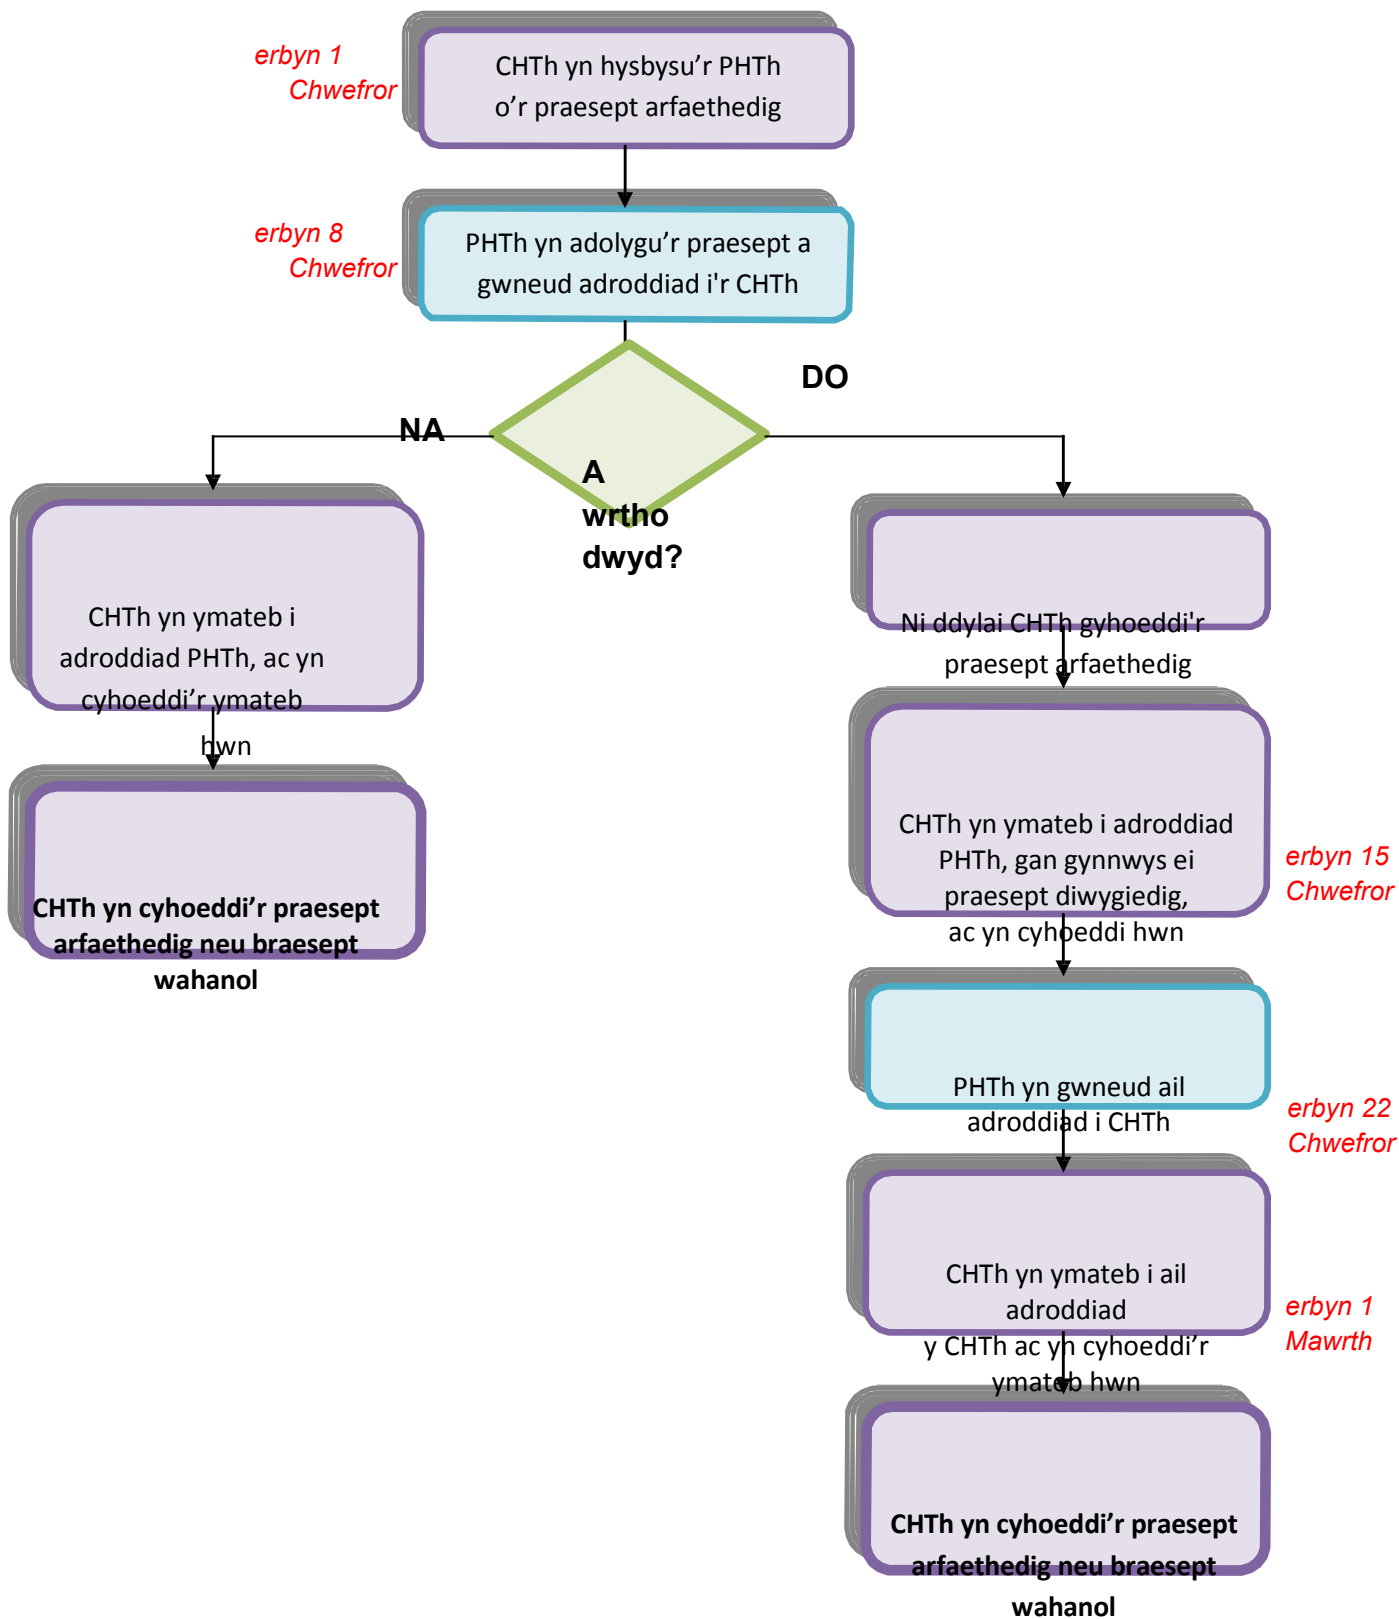 erbyn 1
Chwefror
CHTh yn hysbysu’r PHTh
o’r praesept arfaethedig
erbyn 8
Chwefror
PHTh yn adolygu’r praesept a
gwneud adroddiad i'r CHTh
DO
NA
A
wrtho
dwyd?
CHTh yn ymateb i
adroddiad PHTh, ac yn
cyhoeddi’r ymateb
hwn
CHTh yn cyhoeddi’r praesept
arfaethedig neu braesept
wahanol
Ni ddylai CHTh gyhoeddi'r
praesept arfaethedig
CHTh yn ymateb i adroddiad
PHTh, gan gynnwys ei
praesept diwygiedig,
ac yn cyhoeddi hwn
erbyn 15
Chwefror
PHTh yn gwneud ail
adroddiad i CHTh
erbyn 22
Chwefror
CHTh yn ymateb i ail
adroddiad
y CHTh ac yn cyhoeddi’r
ymateb hwn
erbyn 1
Mawrth
CHTh yn cyhoeddi’r praesept
arfaethedig neu braesept
wahanol